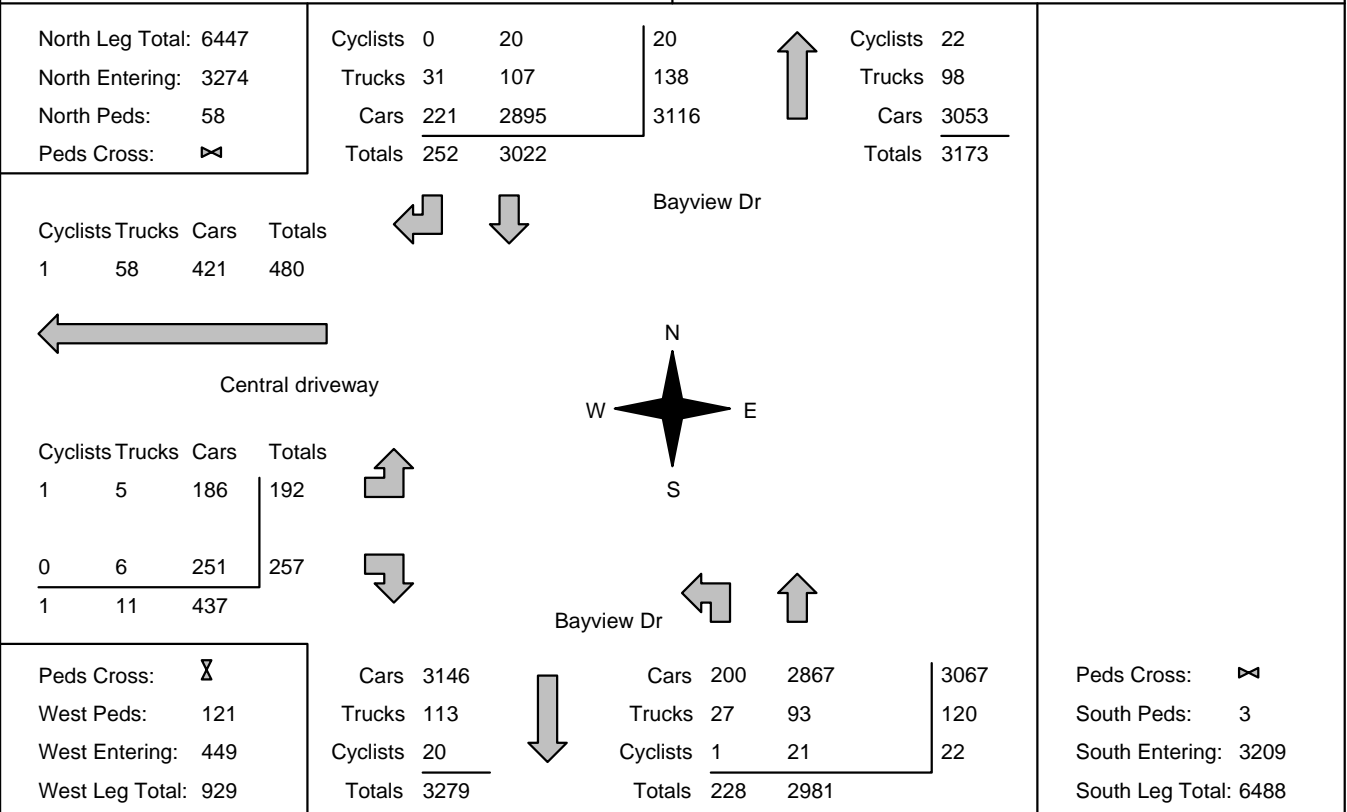 North Leg Total: 6447
North Entering: 3274
North Peds: 58
Peds Cross:
Cyclists 0 20 20
Trucks 31 107 138
Cars 221 2895 3116
Totals 252 3022
Cyclists 22
Trucks 98
Cars 3053
Totals 3173
Bayview Dr
Cyclists Trucks Cars Totals
1 58 421 480
Central driveway
N
W E
S
Cyclists Trucks Cars Totals
1 5 186 192
0 6 251 257
1 11 437
Bayview Dr
Peds Cross:
West Peds: 121
West Entering: 449
West Leg Total: 929
Cars 3146
Trucks 113
Cyclists 20
Totals 3279
Cars 200 2867 3067
Trucks 27 93 120
Cyclists 1 21 22
Totals 228 2981
Peds Cross:
South Peds: 3
South Entering: 3209
South Leg Total: 6488